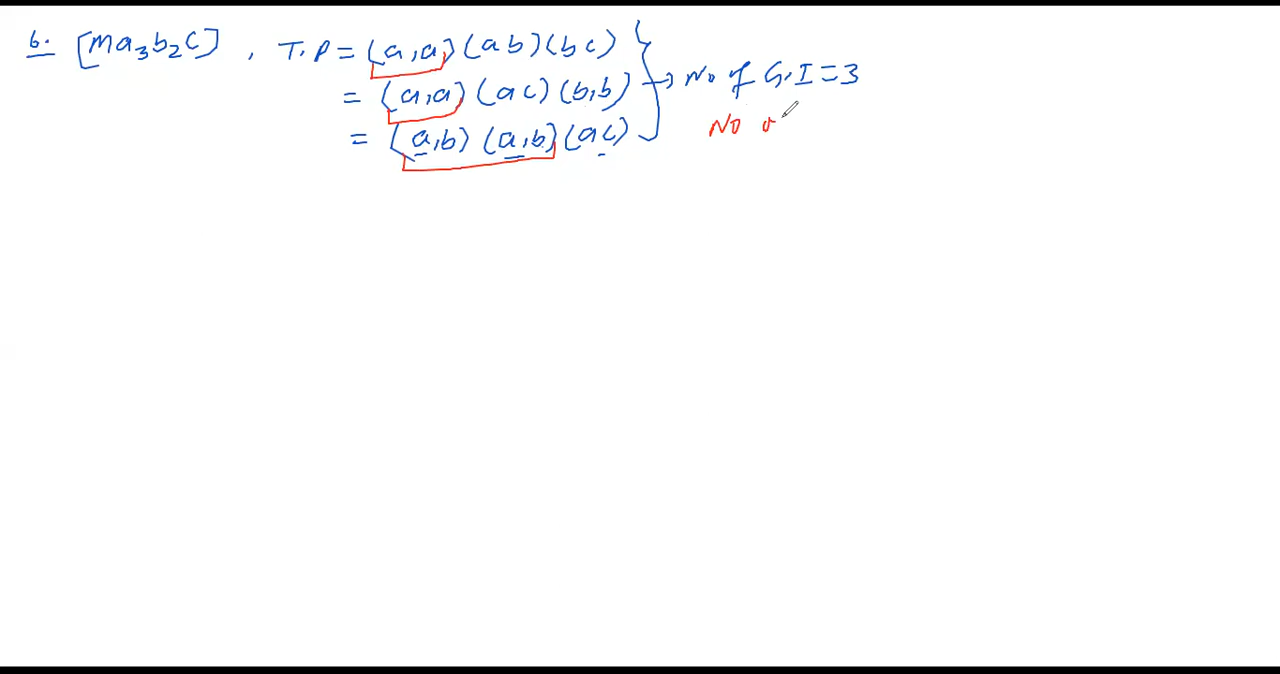 6. [Ma₃b₂c] , T.P = (a,a)(ab)(bc)
= (a,a)(ac)(b,b) → No of G.I = 3
= (a,b)(a,b)(ac) No o